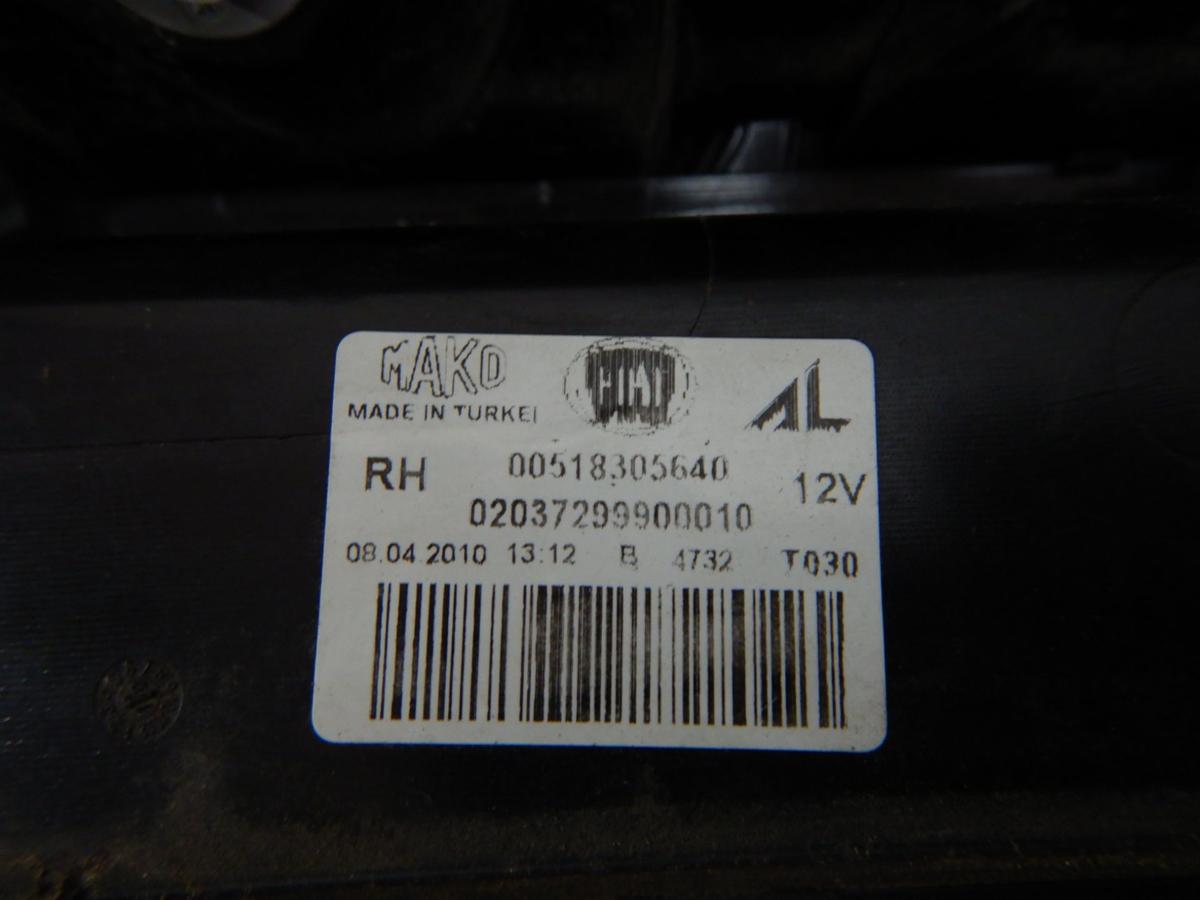 MAKO
MADE IN TURKEI
FIAT
AL
RH 00518305640 12V
02037299900010
08.04.2010 13:12 B 4732 T030